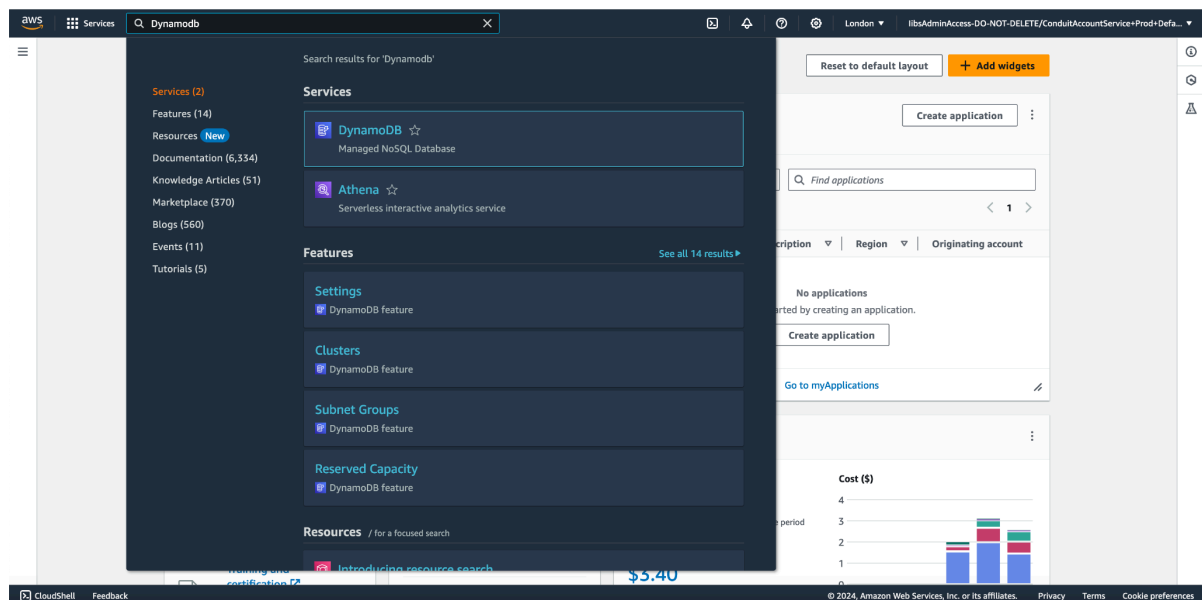 aws
Services
Dynamodb
London ▼
libsAdminAccess-DO-NOT-DELETE/ConduitAccountService+Prod+Defa... ▼
Search results for 'Dynamodb'
Services (2)
Features (14)
Resources New
Documentation (6,334)
Knowledge Articles (51)
Marketplace (370)
Blogs (560)
Events (11)
Tutorials (5)
Services
DynamoDB
Managed NoSQL Database
Athena
Serverless interactive analytics service
Features
See all 14 results
Settings
DynamoDB feature
Clusters
DynamoDB feature
Subnet Groups
DynamoDB feature
Reserved Capacity
DynamoDB feature
Resources / for a focused search
Introducing resource search
Reset to default layout
+ Add widgets
Create application
Find applications
1
cription
Region
Originating account
No applications
arted by creating an application.
Create application
Go to myApplications
Cost ($)
4
3
2
1
0
period
$3.40
Training and
certification
CloudShell
Feedback
© 2024, Amazon Web Services, Inc. or its affiliates.
Privacy
Terms
Cookie preferences